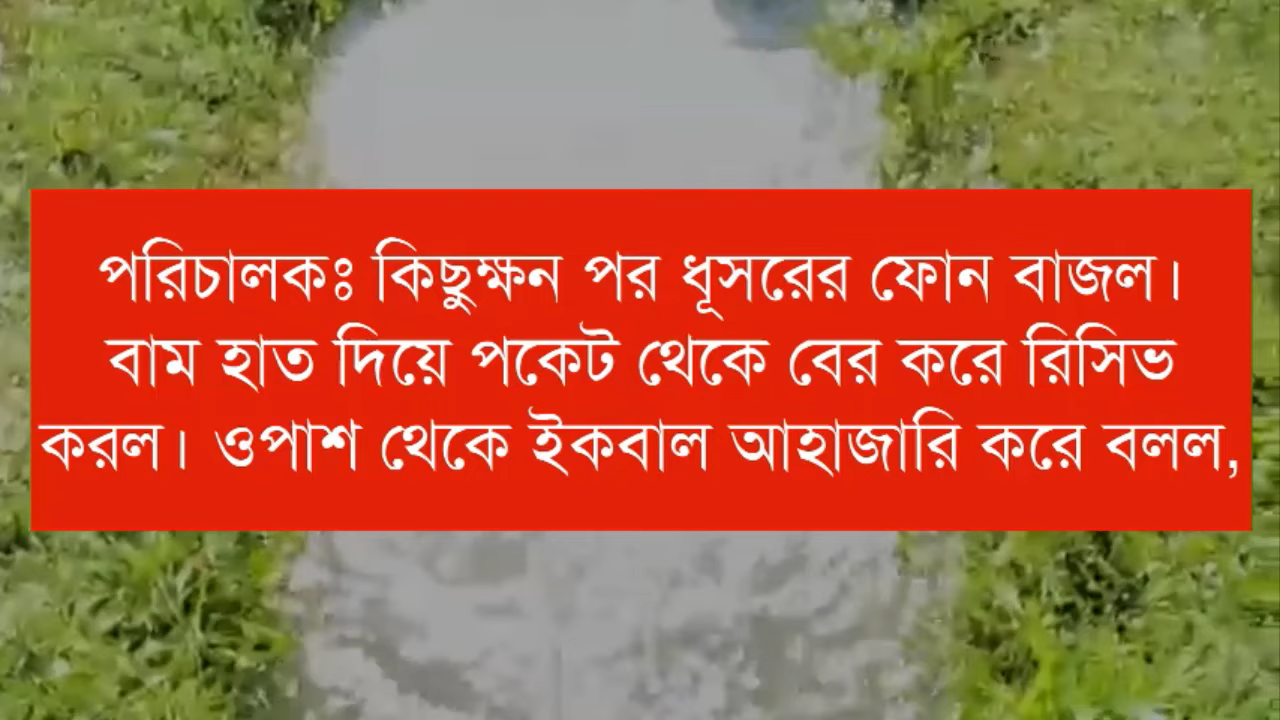 পরিচালকঃ কিছুক্ষন পর ধূসরের ফোন বাজল।
বাম হাত দিয়ে পকেট থেকে বের করে রিসিভ
করল। ওপাশ থেকে ইকবাল আহাজারি করে বলল,